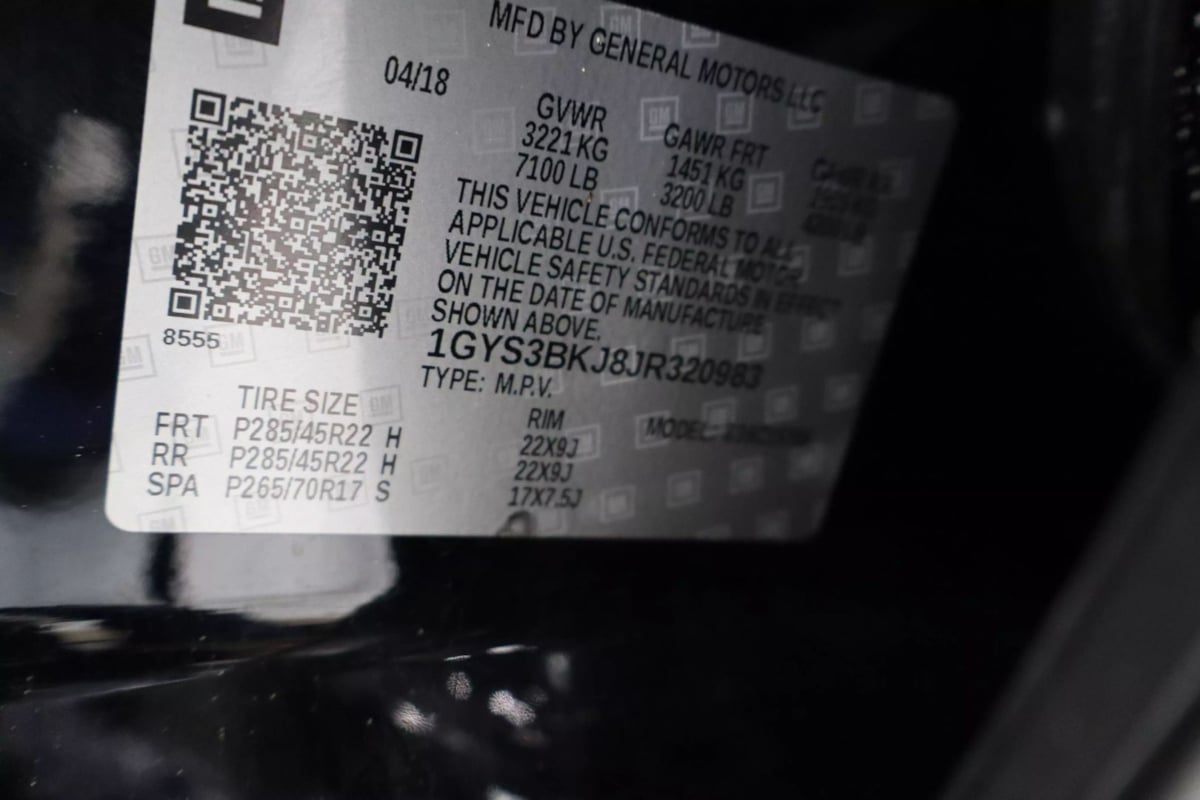 MFD BY GENERAL MOTORS LLC
04/18
GVWR GAWR FRT
3221 KG 1451 KG
7100 LB 3200 LB
THIS VEHICLE CONFORMS TO ALL
APPLICABLE U.S. FEDERAL MOTOR
VEHICLE SAFETY STANDARDS IN EFFECT
ON THE DATE OF MANUFACTURE
SHOWN ABOVE.
8555
1GYS3BKJ8JR320983
TYPE: M.P.V.
TIRE SIZE RIM MODEL:
FRT P285/45R22 H 22X9J
RR P285/45R22 H 22X9J
SPA P265/70R17 S 17X7.5J